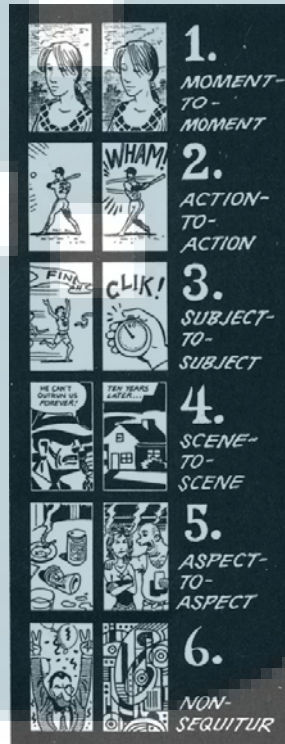 1.
MOMENT-
TO-
MOMENT
WHAM!
2.
ACTION-
TO-
ACTION
FIN
CLIK!
3.
SUBJECT-
TO-
SUBJECT
HE CAN'T
OUTRUN US
FOREVER!
TEN YEARS
LATER...
4.
SCENE-
TO-
SCENE
5.
ASPECT-
TO-
ASPECT
6.
NON-
SEQUITUR